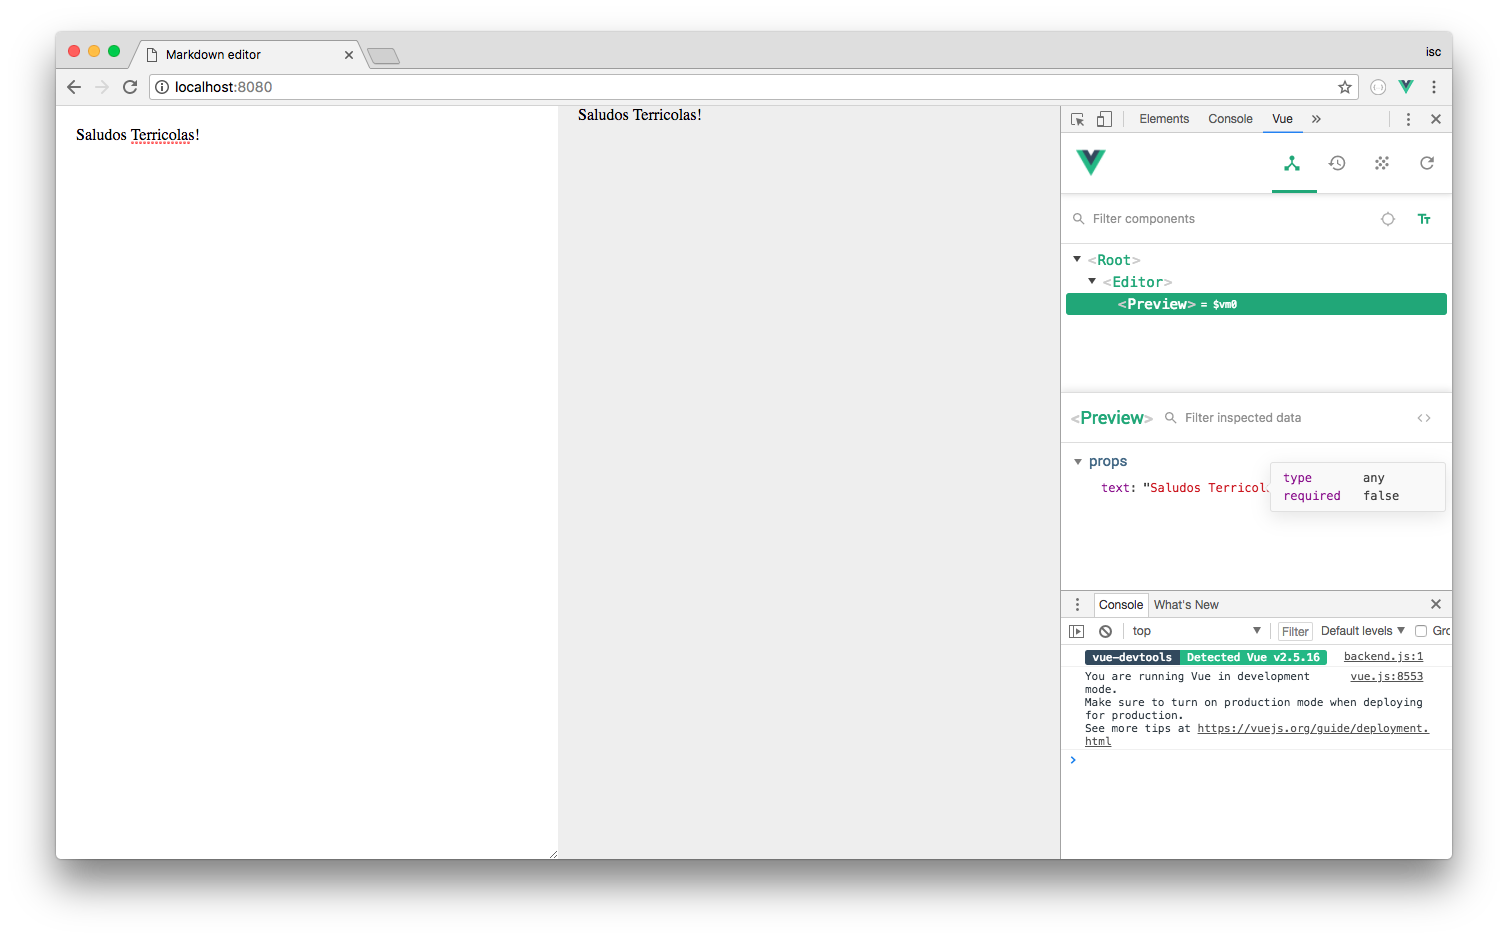 Markdown editor
isc
localhost:8080
Saludos Terricolas!
Saludos Terricolas!
Elements Console Vue »
Filter components
<Root>
<Editor>
<Preview> = $vm0
<Preview> Filter inspected data
props
text: "Saludos Terricol
type any
required false
Console What's New
top Filter Default levels Gro
vue-devtools Detected Vue v2.5.16 backend.js:1
You are running Vue in development vue.js:8553
mode.
Make sure to turn on production mode when deploying
for production.
See more tips at https://vuejs.org/guide/deployment.
html